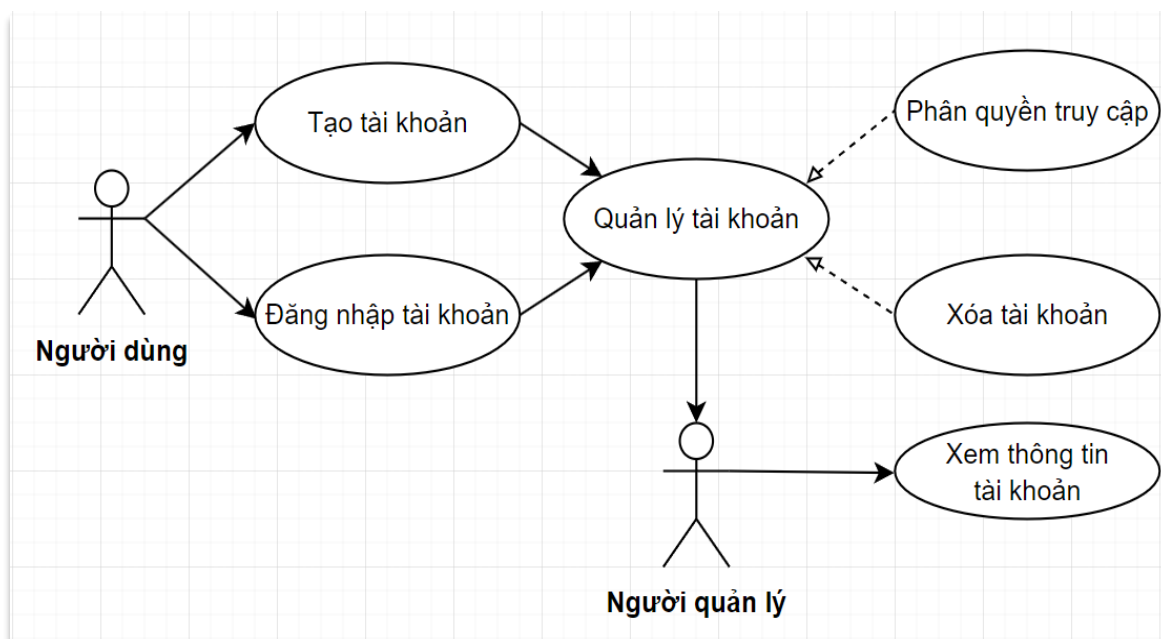 Tạo tài khoản
Phân quyền truy cập
Quản lý tài khoản
Đăng nhập tài khoản
Xóa tài khoản
Người dùng
Xem thông tin
tài khoản
Người quản lý